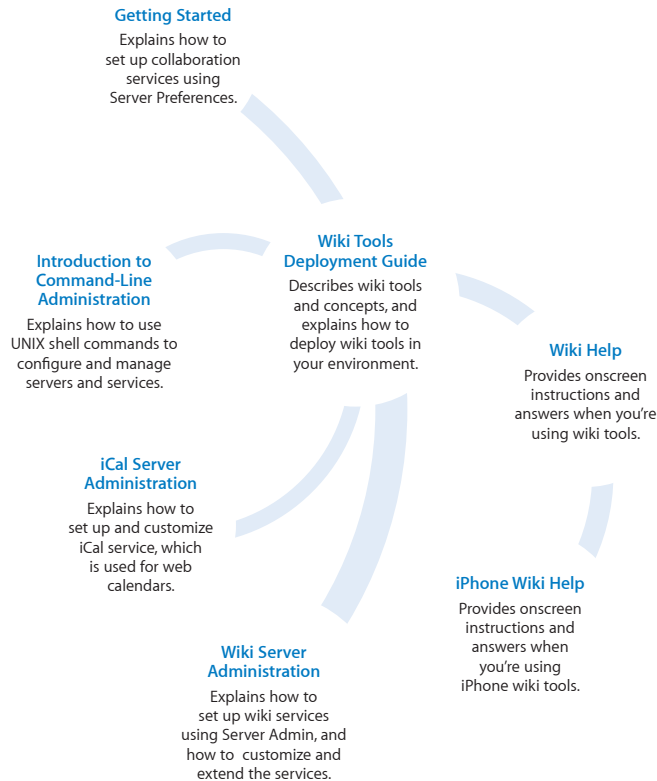 Getting Started
Explains how to
set up collaboration
services using
Server Preferences.
Wiki Tools
Deployment Guide
Describes wiki tools
and concepts, and
explains how to
deploy wiki tools in
your environment.
Introduction to
Command-Line
Administration
Explains how to use
UNIX shell commands to
configure and manage
servers and services.
Wiki Help
Provides onscreen
instructions and
answers when you're
using wiki tools.
iCal Server
Administration
Explains how to
set up and customize
iCal service, which
is used for web
calendars.
iPhone Wiki Help
Provides onscreen
instructions and
answers when
you're using
iPhone wiki tools.
Wiki Server
Administration
Explains how to
set up wiki services
using Server Admin, and
how to customize and
extend the services.